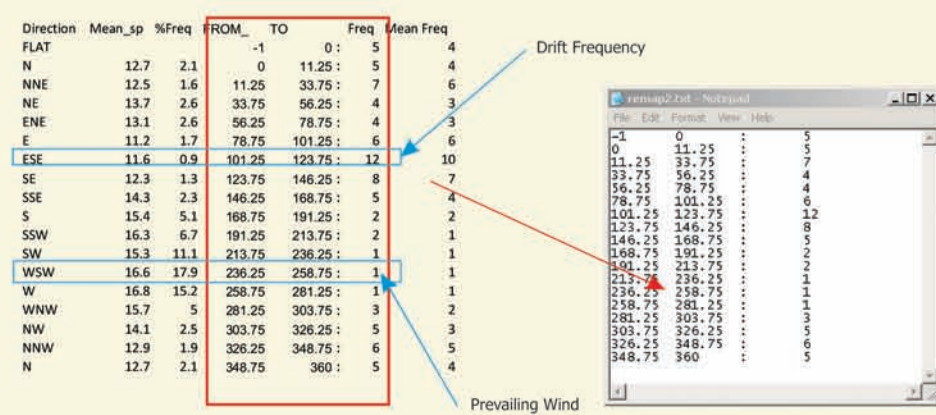 Direction Mean_sp %Freq FROM_ TO Freq Mean Freq
FLAT -1 0 : 5 4
N 12.7 2.1 0 11.25 : 5 4
NNE 12.5 1.6 11.25 33.75 : 7 6
NE 13.7 2.6 33.75 56.25 : 4 3
ENE 13.1 2.6 56.25 78.75 : 4 3
E 11.2 1.7 78.75 101.25 : 6 6
ESE 11.6 0.9 101.25 123.75 : 12 10
SE 12.3 1.3 123.75 146.25 : 8 7
SSE 14.3 2.3 146.25 168.75 : 5 4
S 15.4 5.1 168.75 191.25 : 2 2
SSW 16.3 6.7 191.25 213.75 : 2 1
SW 15.3 11.1 213.75 236.25 : 1 1
WSW 16.6 17.9 236.25 258.75 : 1 1
W 16.8 15.2 258.75 281.25 : 1 1
WNW 15.7 5 281.25 303.75 : 3 2
NW 14.1 2.5 303.75 326.25 : 5 3
NNW 12.9 1.9 326.25 348.75 : 6 5
N 12.7 2.1 348.75 360 : 5 4
Drift Frequency
Prevailing Wind
remap2.txt - Notepad
File Edit Format View Help
-1 0 : 5
0 11.25 : 5
11.25 33.75 : 7
33.75 56.25 : 4
56.25 78.75 : 4
78.75 101.25 : 6
101.25 123.75 : 12
123.75 146.25 : 8
146.25 168.75 : 5
168.75 191.25 : 2
191.25 213.75 : 2
213.75 236.25 : 1
236.25 258.75 : 1
258.75 281.25 : 1
281.25 303.75 : 3
303.75 326.25 : 5
326.25 348.75 : 6
348.75 360 : 5